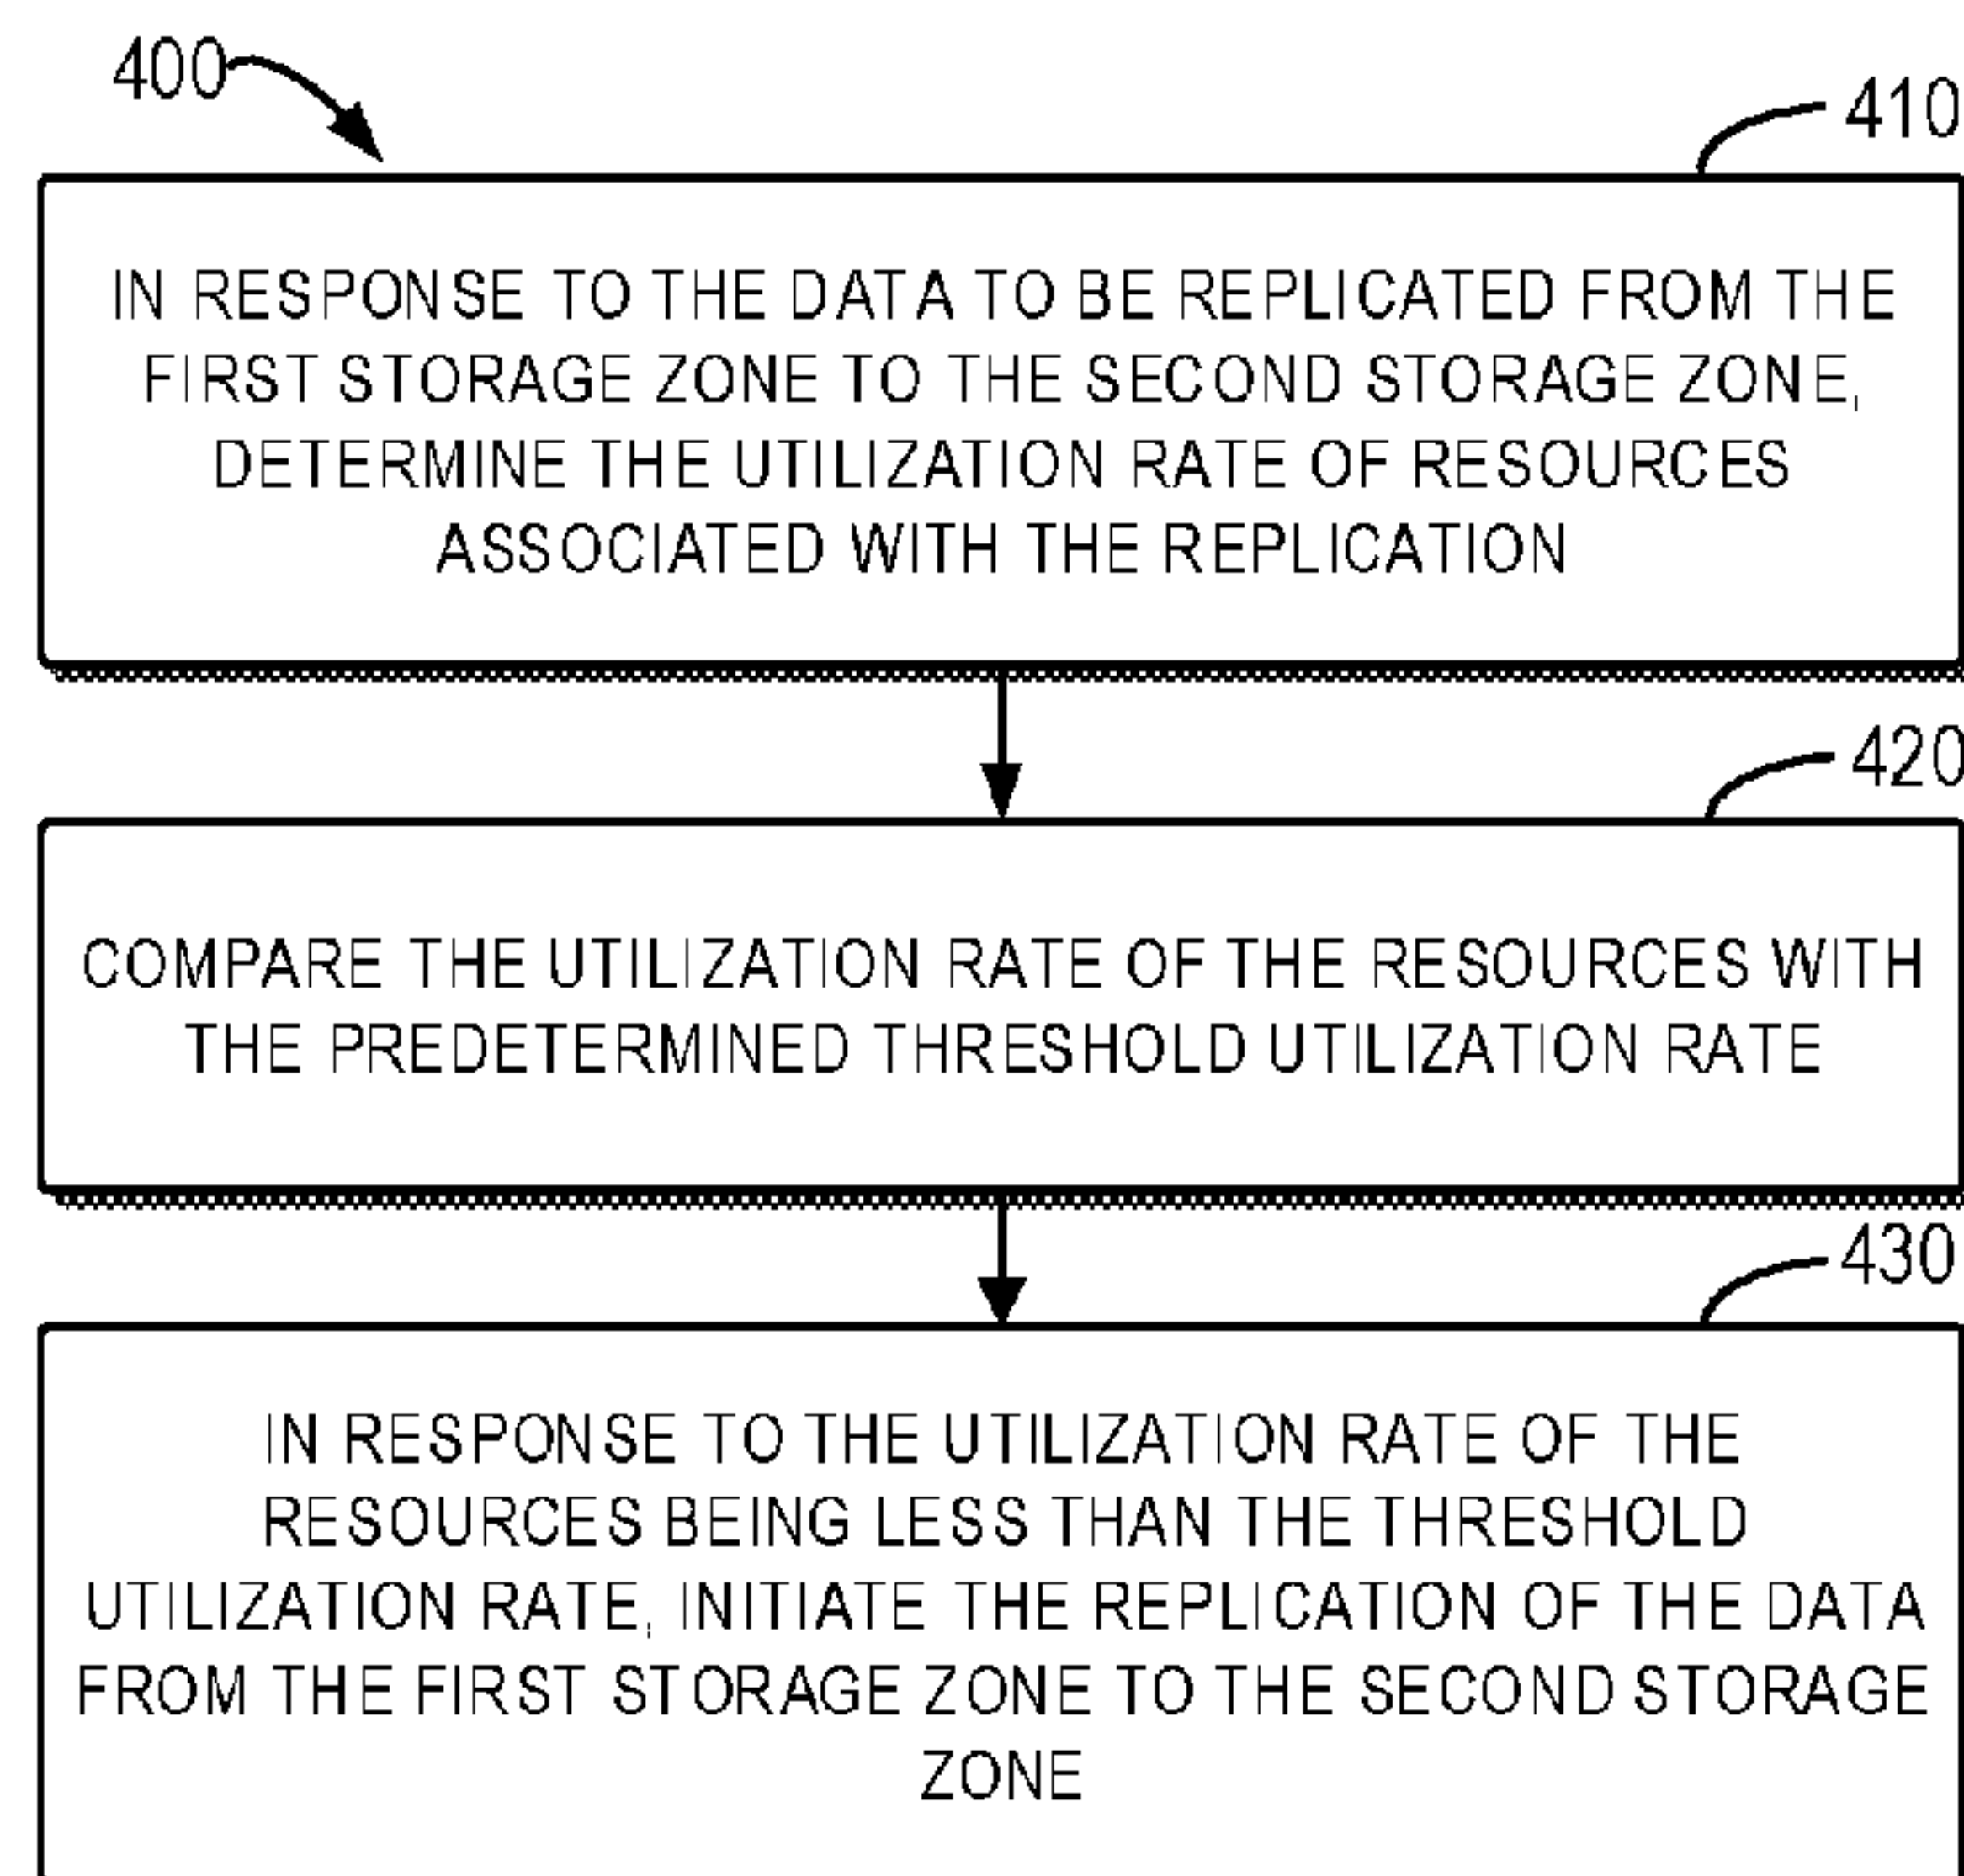 400
410
IN RESPONSE TO THE DATA TO BE REPLICATED FROM THE
FIRST STORAGE ZONE TO THE SECOND STORAGE ZONE,
DETERMINE THE UTILIZATION RATE OF RESOURCES
ASSOCIATED WITH THE REPLICATION
420
COMPARE THE UTILIZATION RATE OF THE RESOURCES WITH
THE PREDETERMINED THRESHOLD UTILIZATION RATE
430
IN RESPONSE TO THE UTILIZATION RATE OF THE
RESOURCES BEING LESS THAN THE THRESHOLD
UTILIZATION RATE, INITIATE THE REPLICATION OF THE DATA
FROM THE FIRST STORAGE ZONE TO THE SECOND STORAGE
ZONE